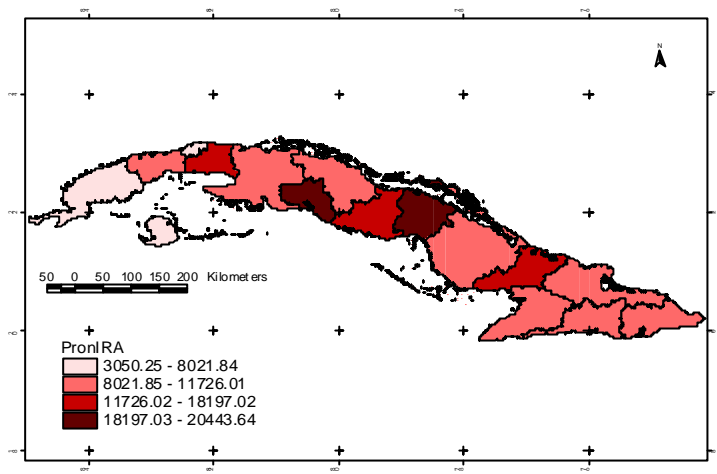 N
50 0 50 100 150 200 Kilometers
PronIRA
3050.25 - 8021.84
8021.85 - 11726.01
11726.02 - 18197.02
18197.03 - 20443.64